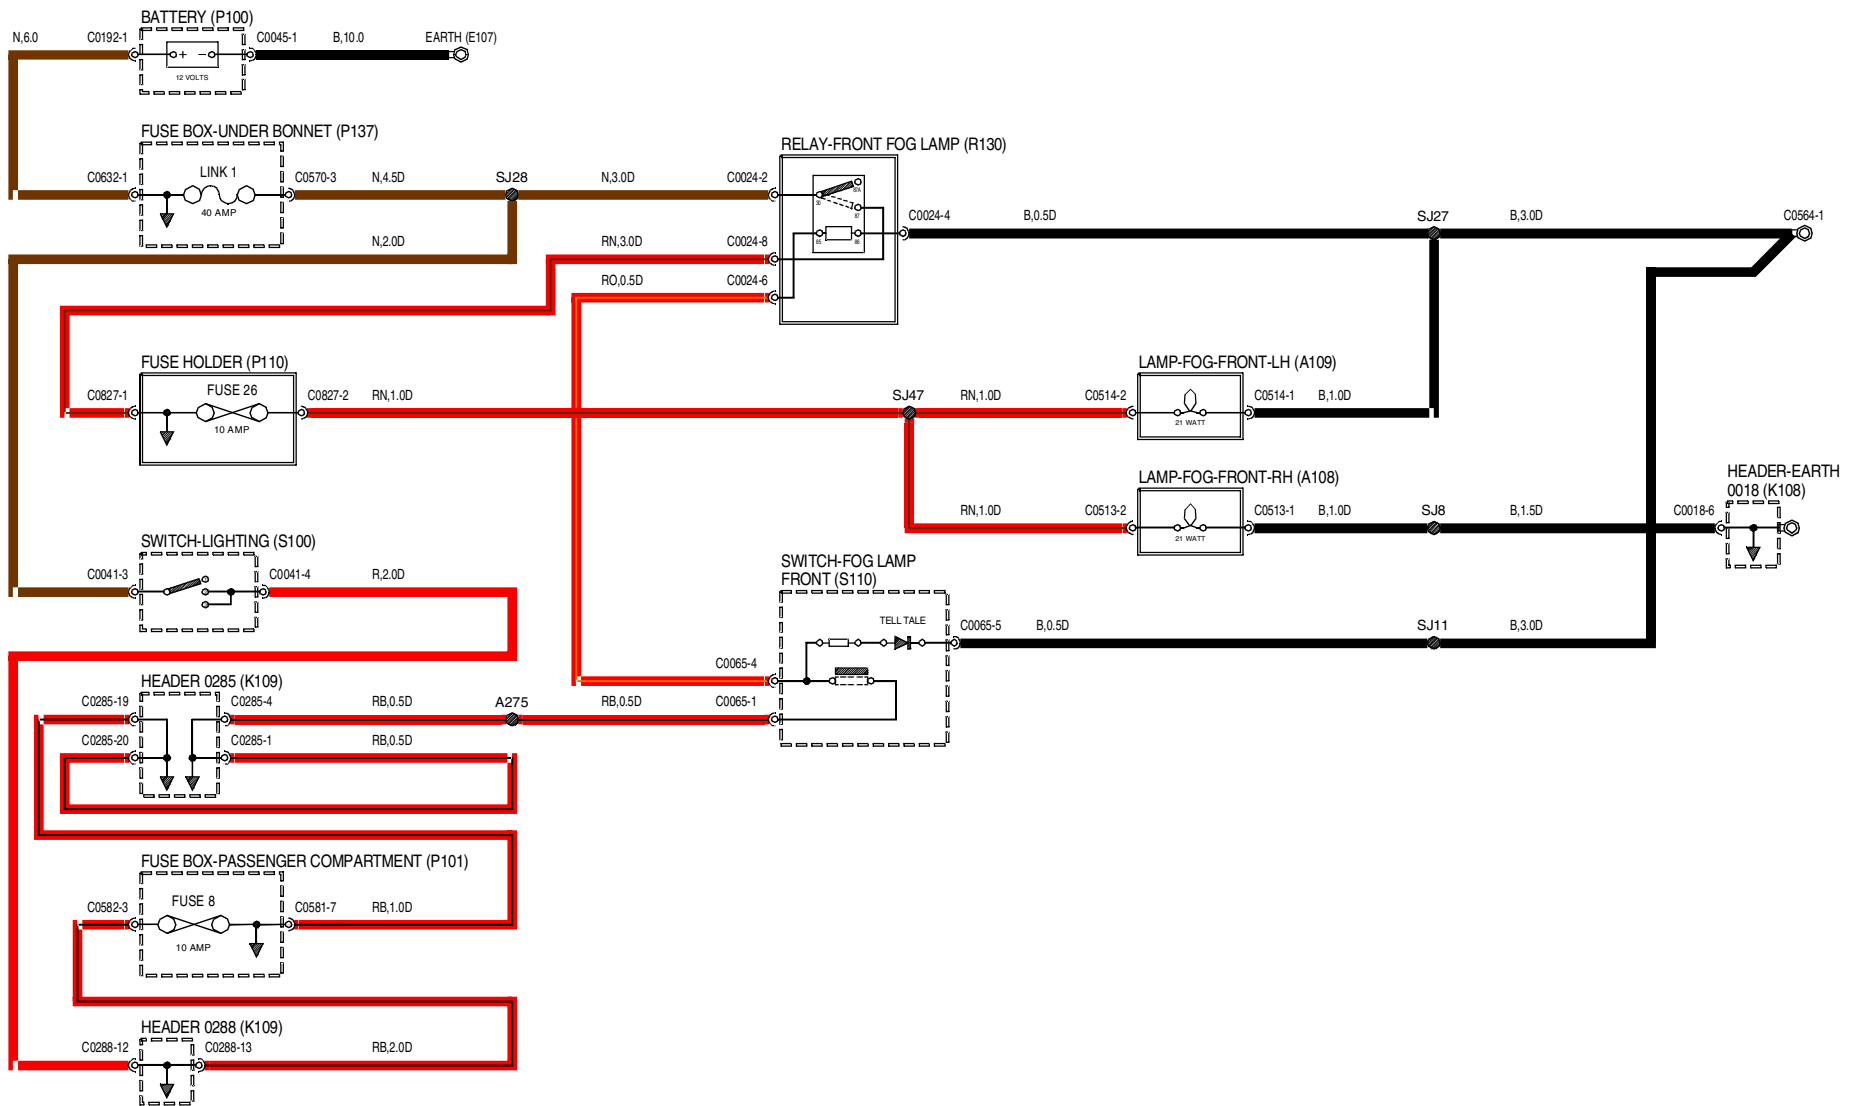 BATTERY (P100)
N,6.0
C0192-1
C0045-1
B,10.0
EARTH (E107)
+ −
12 VOLTS
FUSE BOX-UNDER BONNET (P137)
C0632-1
LINK 1
40 AMP
C0570-3
N,4.5D
SJ28
N,3.0D
C0024-2
N,2.0D
RELAY-FRONT FOG LAMP (R130)
30
87A
87
85
86
RN,3.0D
C0024-8
RO,0.5D
C0024-6
C0024-4
B,0.5D
SJ27
B,3.0D
C0564-1
FUSE HOLDER (P110)
C0827-1
FUSE 26
10 AMP
C0827-2
RN,1.0D
SJ47
RN,1.0D
C0514-2
LAMP-FOG-FRONT-LH (A109)
21 WATT
C0514-1
B,1.0D
LAMP-FOG-FRONT-RH (A108)
RN,1.0D
C0513-2
21 WATT
C0513-1
B,1.0D
SJ8
B,1.5D
C0018-6
HEADER-EARTH
0018 (K108)
SWITCH-LIGHTING (S100)
C0041-3
C0041-4
R,2.0D
SWITCH-FOG LAMP
FRONT (S110)
TELL TALE
C0065-5
B,0.5D
SJ11
B,3.0D
C0065-4
HEADER 0285 (K109)
C0285-19
C0285-4
RB,0.5D
A275
RB,0.5D
C0065-1
C0285-20
C0285-1
RB,0.5D
FUSE BOX-PASSENGER COMPARTMENT (P101)
C0582-3
FUSE 8
10 AMP
C0581-7
RB,1.0D
HEADER 0288 (K109)
C0288-12
C0288-13
RB,2.0D